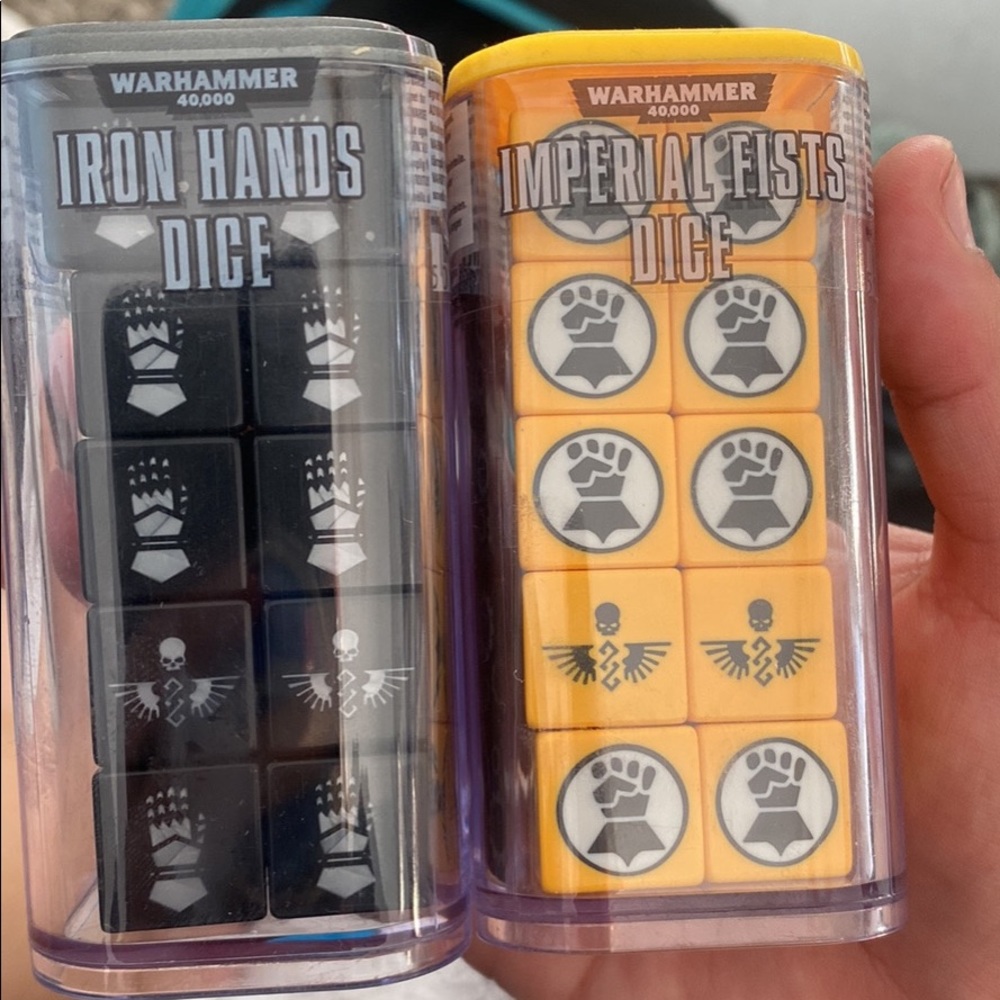 WARHAMMER
40,000
IRON HANDS
DICE
WARHAMMER
40,000
IMPERIAL FISTS
DICE